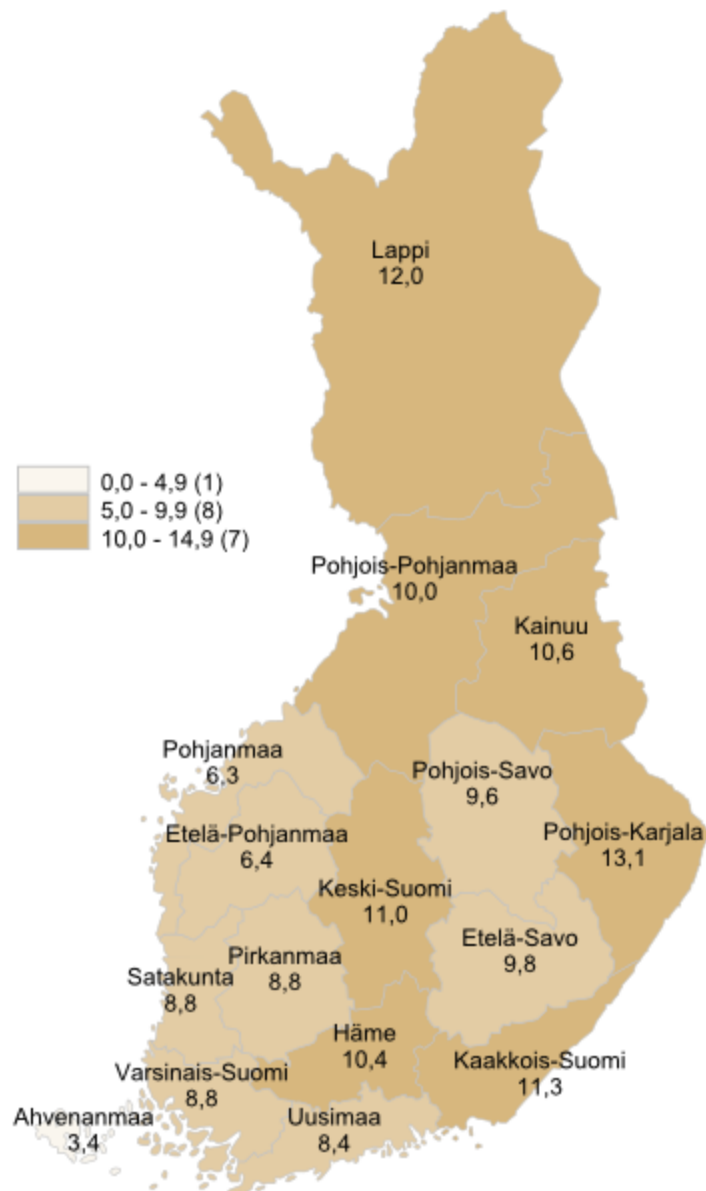 Lappi
12,0
0,0 - 4,9 (1)
5,0 - 9,9 (8)
10,0 - 14,9 (7)
Pohjois-Pohjanmaa
10,0
Kainuu
10,6
Pohjanmaa
6,3
Pohjois-Savo
9,6
Etelä-Pohjanmaa
6,4
Pohjois-Karjala
13,1
Keski-Suomi
11,0
Etelä-Savo
9,8
Pirkanmaa
8,8
Satakunta
8,8
Häme
10,4
Kaakkois-Suomi
11,3
Varsinais-Suomi
8,8
Ahvenanmaa
3,4
Uusimaa
8,4